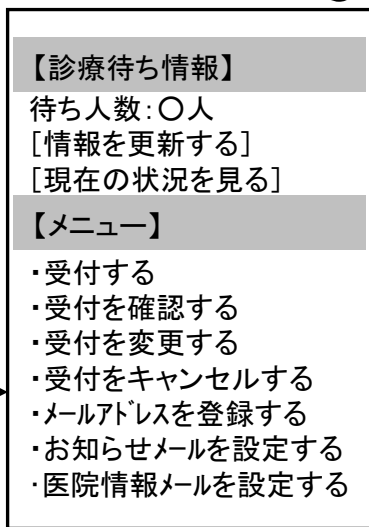 【診療待ち情報】
待ち人数:〇人
[情報を更新する]
[現在の状況を見る]
【メニュー】
・受付する
・受付を確認する
・受付を変更する
・受付をキャンセルする
・メールアドレスを登録する
・お知らせメールを設定する
・医院情報メールを設定する